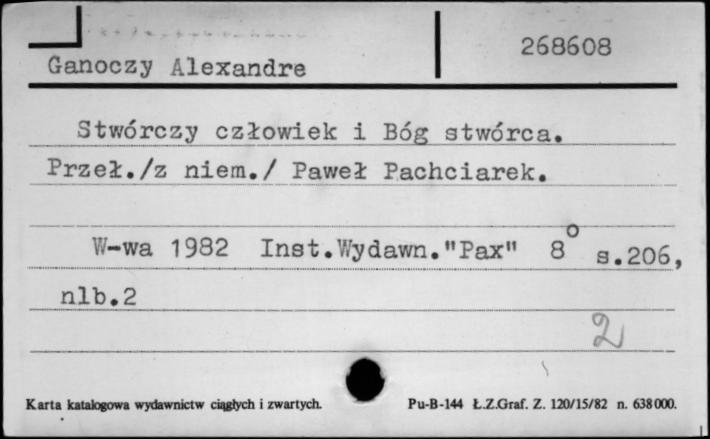 268608
Ganoczy Alexandre
Stwórczy człowiek i Bóg stwórca.
Przeł./z niem./ Paweł Pachciarek.
W-wa 1982 Inst.Wydawn."Pax" 8° s.206,
nlb.2
2
Karta katalogowa wydawnictw ciągłych i zwartych. Pu-B-144 Ł.Z.Graf. Z. 120/15/82 n. 638000.